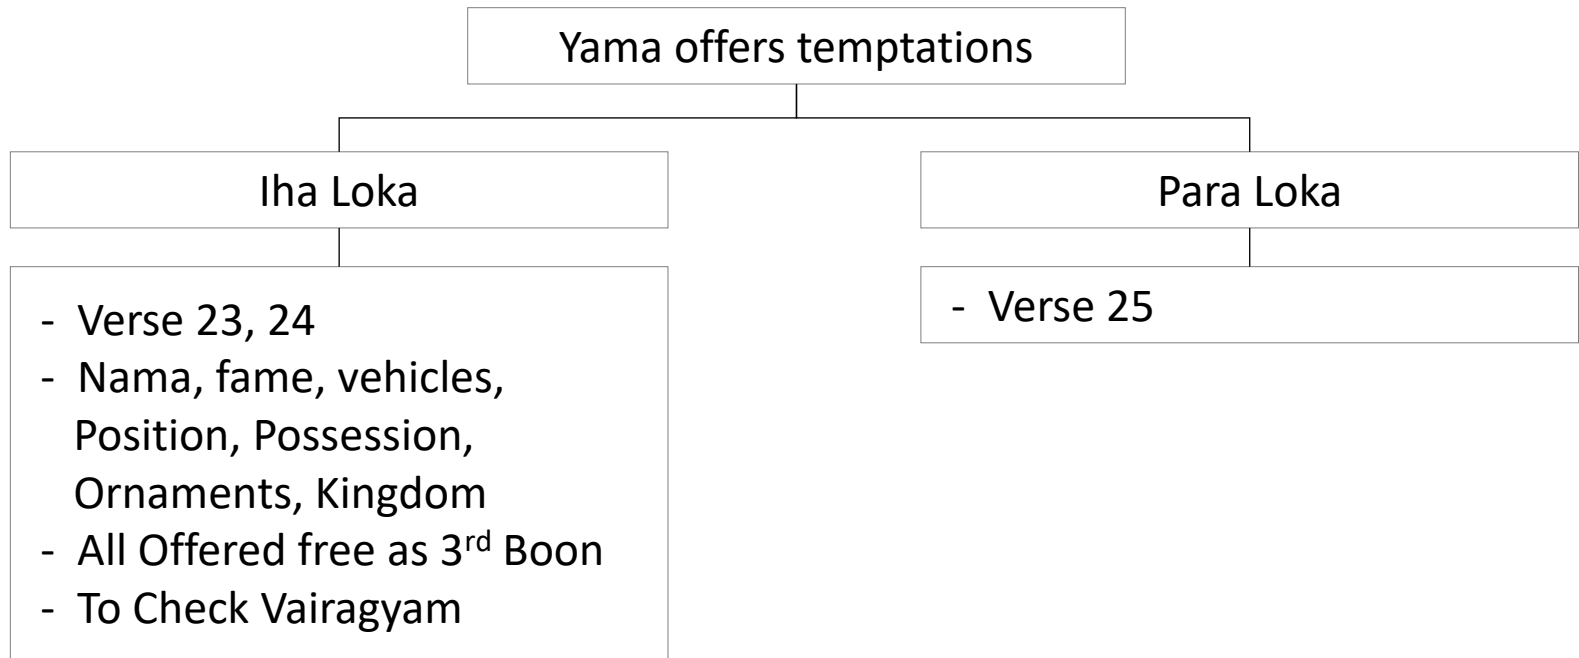 Yama offers temptations
Iha Loka
Para Loka
- Verse 23, 24
- Nama, fame, vehicles,
Position, Possession,
Ornaments, Kingdom
- All Offered free as 3rd Boon
- To Check Vairagyam
- Verse 25